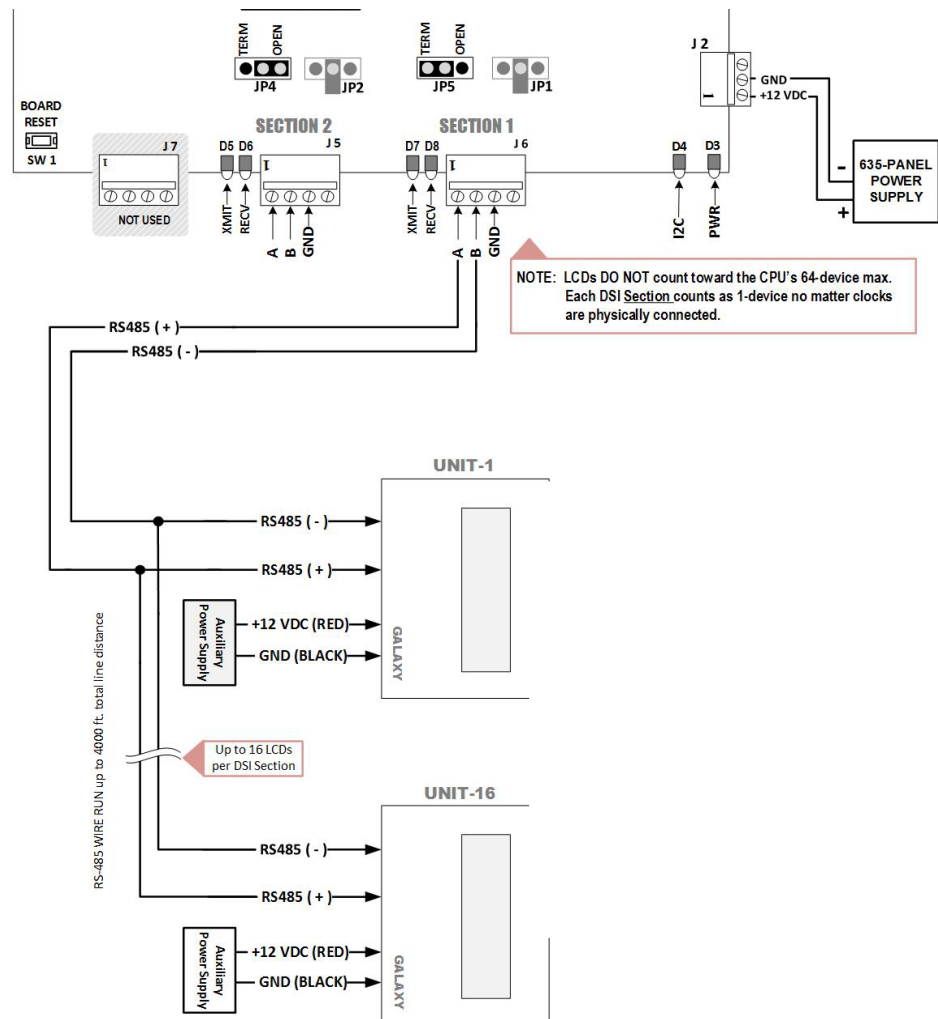 TERM
OPEN
JP4
JP2
TERM
OPEN
JP5
JP1
J 2
1
GND
+12 VDC
BOARD
RESET
SW 1
J 7
1
NOT USED
SECTION 2
D5
D6
J 5
1
XMIT
RECV
A
B
GND
SECTION 1
D7
D8
J 6
1
XMIT
RECV
A
B
GND
D4
D3
I2C
PWR
-
+
635-PANEL
POWER
SUPPLY
NOTE: LCDs DO NOT count toward the CPU's 64-device max.
Each DSI Section counts as 1-device no matter clocks
are physically connected.
RS485 ( + )
RS485 ( - )
UNIT-1
RS485 ( - )
RS485 ( + )
Auxiliary
Power Supply
+12 VDC (RED)
GND (BLACK)
GALAXY
RS-485 WIRE RUN up to 4000 ft. total line distance
Up to 16 LCDs
per DSI Section
UNIT-16
RS485 ( - )
RS485 ( + )
Auxiliary
Power Supply
+12 VDC (RED)
GND (BLACK)
GALAXY